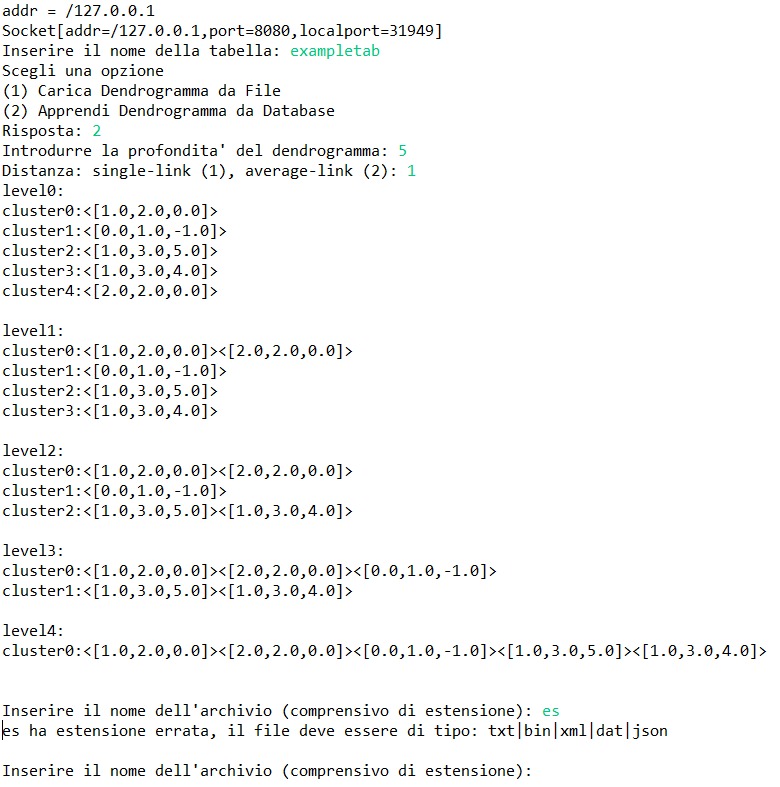 addr = /127.0.0.1
Socket[addr=/127.0.0.1,port=8080,localport=31949]
Inserire il nome della tabella: exampletab
Scegli una opzione
(1) Carica Dendrogramma da File
(2) Apprendi Dendrogramma da Database
Risposta: 2
Introdurre la profondita' del dendrogramma: 5
Distanza: single-link (1), average-link (2): 1
level0:
cluster0:<[1.0,2.0,0.0]>
cluster1:<[0.0,1.0,-1.0]>
cluster2:<[1.0,3.0,5.0]>
cluster3:<[1.0,3.0,4.0]>
cluster4:<[2.0,2.0,0.0]>

level1:
cluster0:<[1.0,2.0,0.0]><[2.0,2.0,0.0]>
cluster1:<[0.0,1.0,-1.0]>
cluster2:<[1.0,3.0,5.0]>
cluster3:<[1.0,3.0,4.0]>

level2:
cluster0:<[1.0,2.0,0.0]><[2.0,2.0,0.0]>
cluster1:<[0.0,1.0,-1.0]>
cluster2:<[1.0,3.0,5.0]><[1.0,3.0,4.0]>

level3:
cluster0:<[1.0,2.0,0.0]><[2.0,2.0,0.0]><[0.0,1.0,-1.0]>
cluster1:<[1.0,3.0,5.0]><[1.0,3.0,4.0]>

level4:
cluster0:<[1.0,2.0,0.0]><[2.0,2.0,0.0]><[0.0,1.0,-1.0]><[1.0,3.0,5.0]><[1.0,3.0,4.0]>

Inserire il nome dell'archivio (comprensivo di estensione): es
es ha estensione errata, il file deve essere di tipo: txt|bin|xml|dat|json

Inserire il nome dell'archivio (comprensivo di estensione):